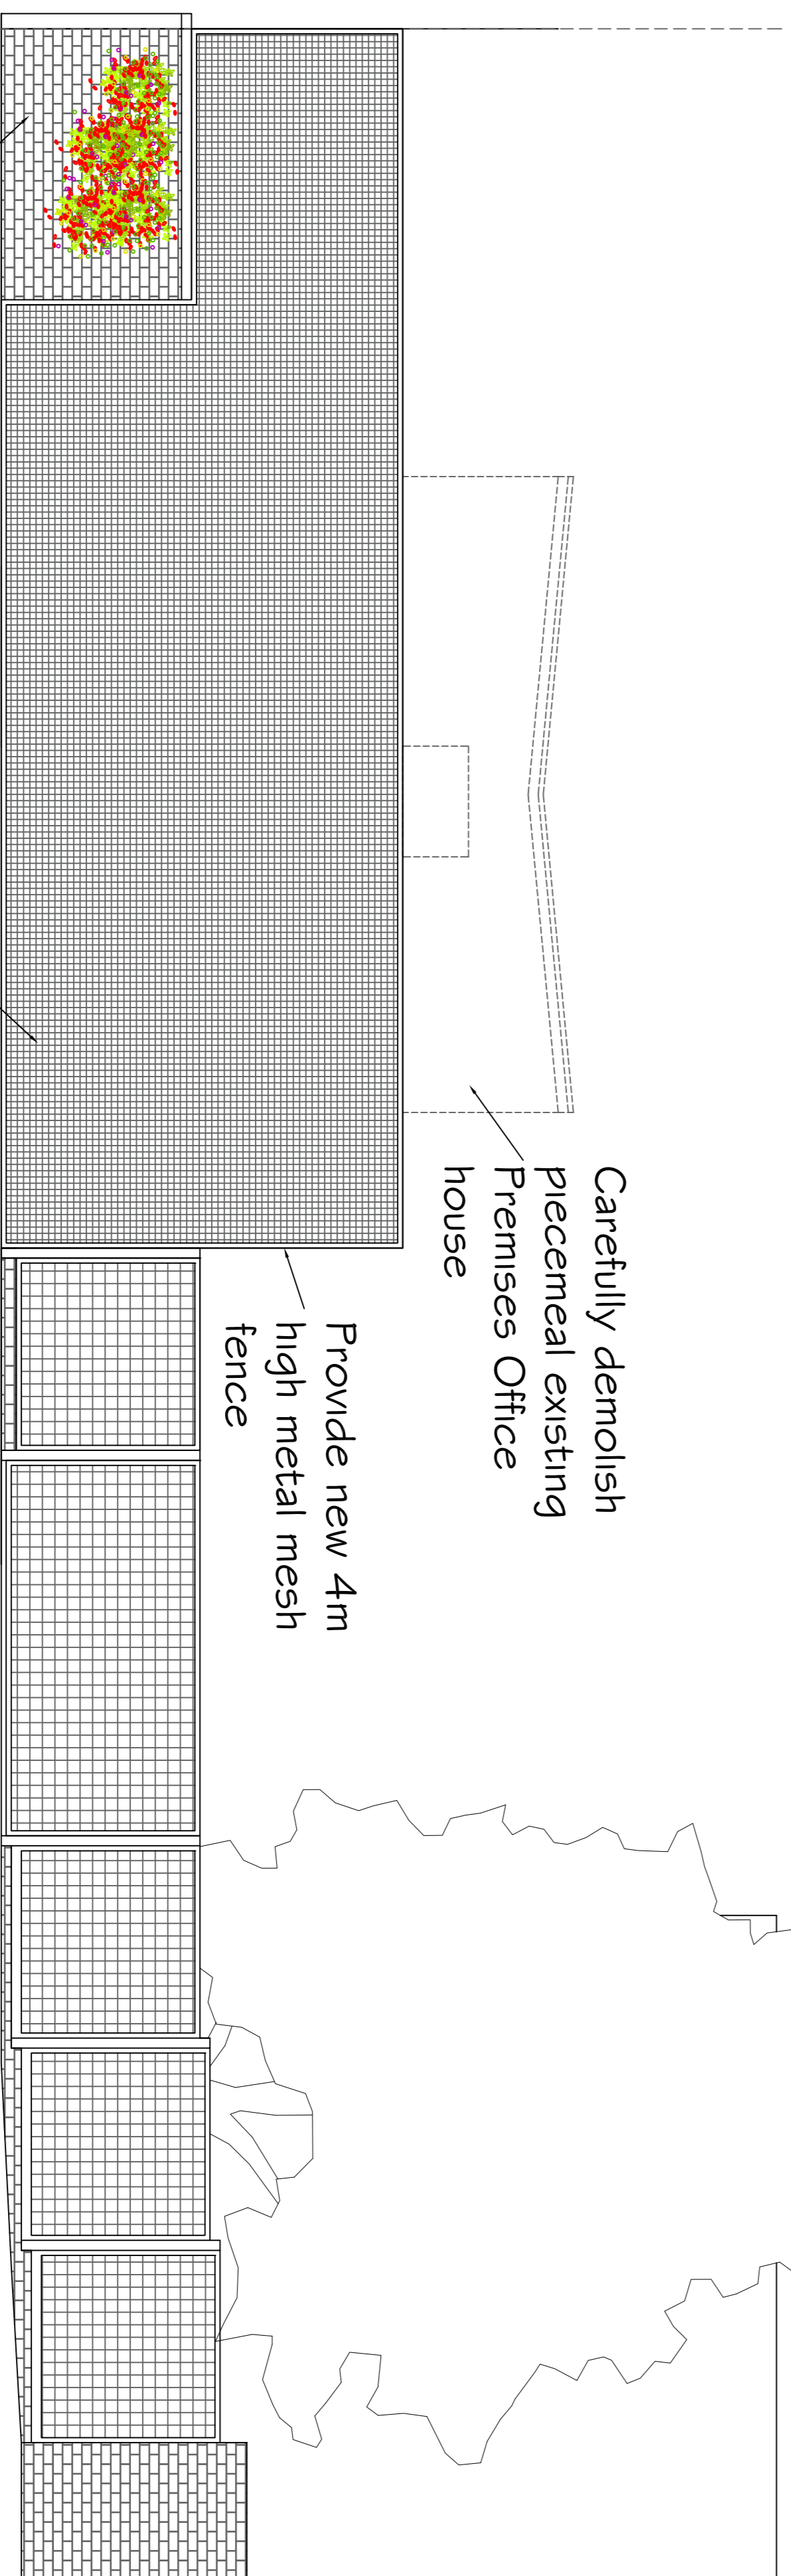 Carefully demolish
piecemeal existing
Premises Office
house
Provide new 4m
high metal mesh
fence